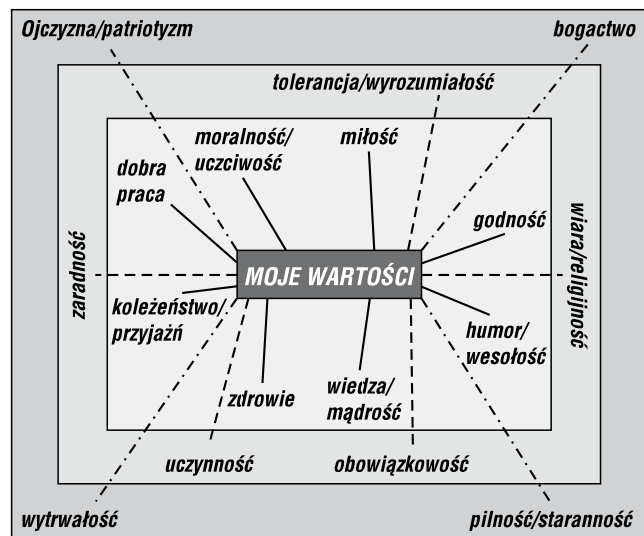 Ojczyzna/patriotyzm
bogactwo
tolerancja/wyrozumiałość
moralność/
uczciwość
miłość
dobra
praca
godność
zaradność
MOJE WARTOŚCI
wiara/religijność
koleżeństwo/
przyjaźń
humor/
wesołość
zdrowie
wiedza/
mądrość
uczynność
obowiązkowość
wytrwałość
pilność/staranność